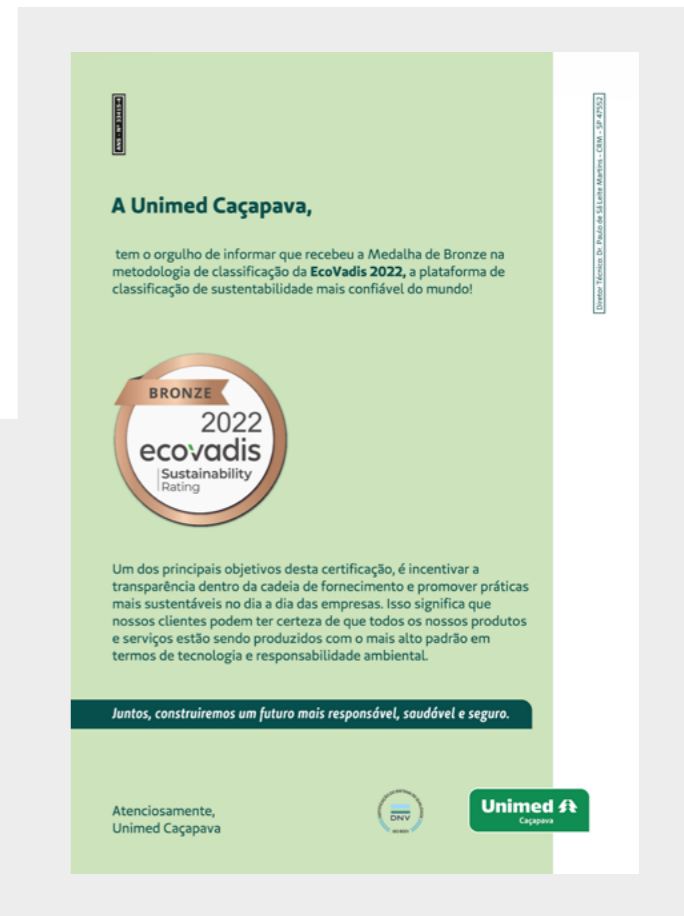 ANS - Nº 33415-4
Diretor Técnico: Dr. Paulo de Sá Leite Martins - CRM - SP 47552
A Unimed Caçapava,
tem o orgulho de informar que recebeu a Medalha de Bronze na
metodologia de classificação da EcoVadis 2022, a plataforma de
classificação de sustentabilidade mais confiável do mundo!
BRONZE
2022
ecovadis
Sustainability
Rating
Um dos principais objetivos desta certificação, é incentivar a
transparência dentro da cadeia de fornecimento e promover práticas
mais sustentáveis no dia a dia das empresas. Isso significa que
nossos clientes podem ter certeza de que todos os nossos produtos
e serviços estão sendo produzidos com o mais alto padrão em
termos de tecnologia e responsabilidade ambiental.
Juntos, construiremos um futuro mais responsável, saudável e seguro.
Atenciosamente,
Unimed Caçapava
DNV
Unimed
Caçapava